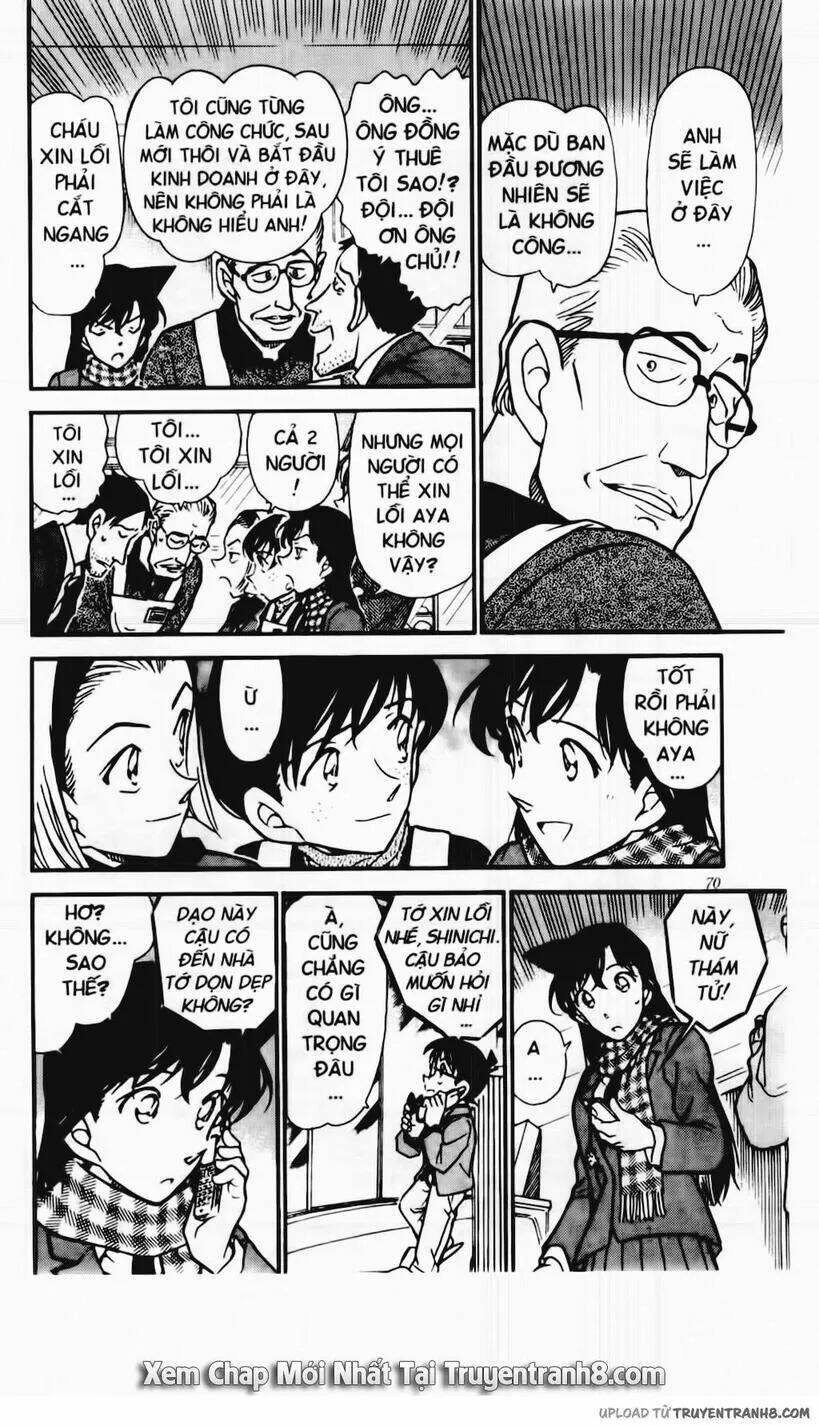 ANH
SẼ LÀM
VIỆC
Ở ĐÂY
...
MẶC DÙ BAN
ĐẦU ĐƯƠNG
NHIÊN SẼ
LÀ KHÔNG
CÔNG...
ÔNG...
ÔNG ĐỒNG
Ý THUÊ
TÔI SAO!?
ĐỘI... ĐỘI
ƠN ÔNG
CHỦ!!
TÔI CŨNG TỪNG
LÀM CÔNG CHỨC, SAU
MỚI THÔI VÀ BẮT ĐẦU
KINH DOANH Ở ĐÂY,
NÊN KHÔNG PHẢI LÀ
KHÔNG HIỂU ANH!
CHÁU
XIN LỖI
PHẢI
CẮT
NGANG
...
NHƯNG MỌI
NGƯỜI CÓ
THỂ XIN
LỖI AYA
KHÔNG
VẬY?
CẢ 2
NGƯỜI
!
TÔI...
TÔI XIN
LỖI...
TÔI
XIN
LỖI
...
TỐT
RỒI PHẢI
KHÔNG
AYA
...
Ừ
...
70
NÀY,
NỮ
THÁM
TỬ!
A
...
TỚ XIN LỖI
NHÉ, SHINICHI.
CẬU BẢO
MUỐN HỎI
GÌ NHỈ
...
À,
CŨNG
CHẲNG
CÓ GÌ
QUAN
TRỌNG
ĐÂU
...
DẠO NÀY
CẬU CÓ
ĐẾN NHÀ
TỚ DỌN DẸP
KHÔNG?
HƠ?
KHÔNG...
SAO
THẾ?
Xem Chap Mới Nhất Tại Truyentranh8.com
UPLOAD TỪ TRUYENTRANH8.COM